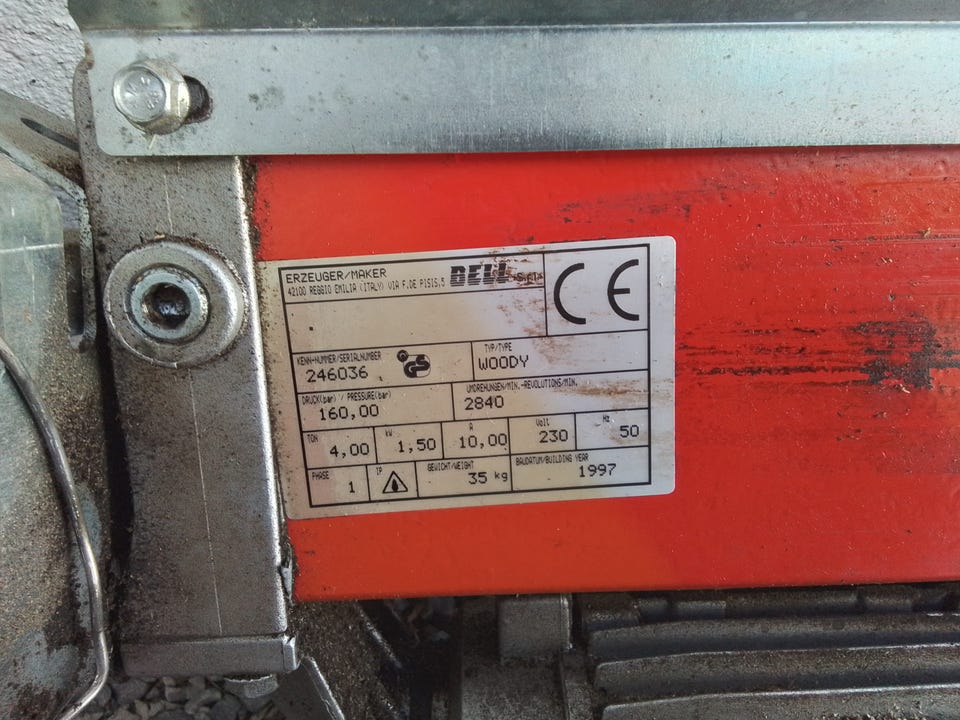 ERZEUGER/MAKER BELL S.r.l.
42100 REGGIO EMILIA (ITALY) VIA F.DE PISIS,5
CE
KENN-NUMMER/SERIALNUMBER TYP/TYPE
246036 GS WOODY
DRUCK(bar) / PRESSURE(bar) UMDREHUNGEN/MIN.-REVOLUTIONS/MIN.
160,00 2840
TON kW A Volt Hz
4,00 1,50 10,00 230 50
PHASE IP GEWICHT/WEIGHT BAUDATUM/BUILDING YEAR
1 35 kg 1997